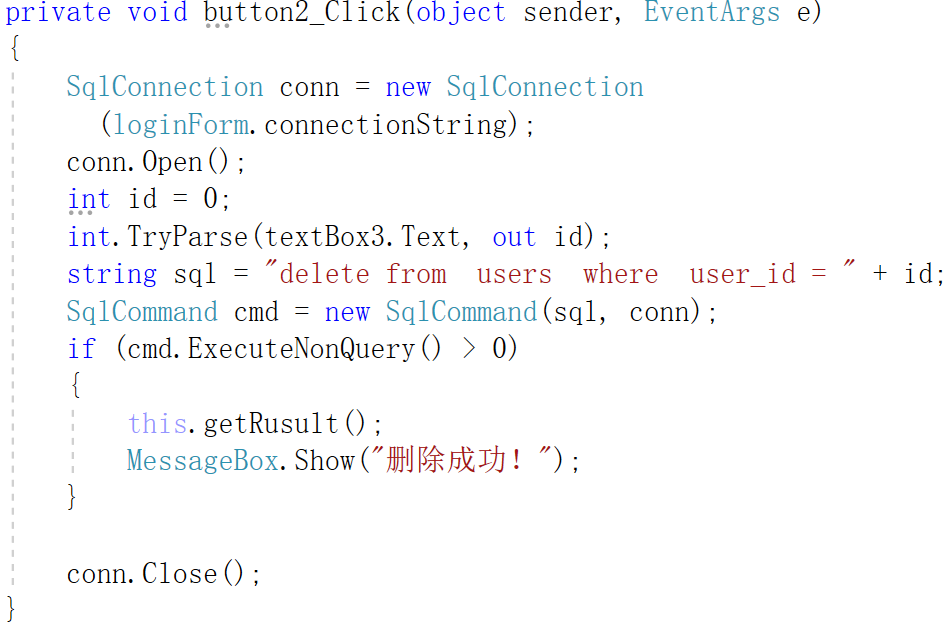 private void button2_Click(object sender, EventArgs e)
{
    SqlConnection conn = new SqlConnection
      (loginForm.connectionString);
    conn.Open();
    int id = 0;
    int.TryParse(textBox3.Text, out id);
    string sql = "delete from  users  where  user_id = " + id;
    SqlCommand cmd = new SqlCommand(sql, conn);
    if (cmd.ExecuteNonQuery() > 0)
    {
        this.getRusult();
        MessageBox.Show("删除成功！");
    }

    conn.Close();
}